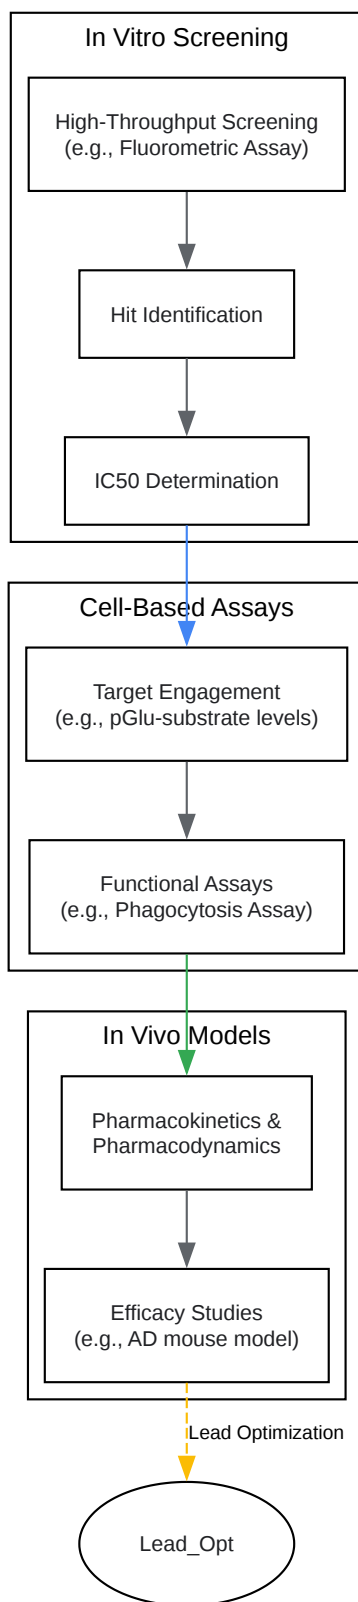 In Vitro Screening
High-Throughput Screening
(e.g., Fluorometric Assay)
Hit Identification
IC50 Determination
Cell-Based Assays
Target Engagement
(e.g., pGlu-substrate levels)
Functional Assays
(e.g., Phagocytosis Assay)
In Vivo Models
Pharmacokinetics &
Pharmacodynamics
Efficacy Studies
(e.g., AD mouse model)
Lead Optimization
Lead_Opt